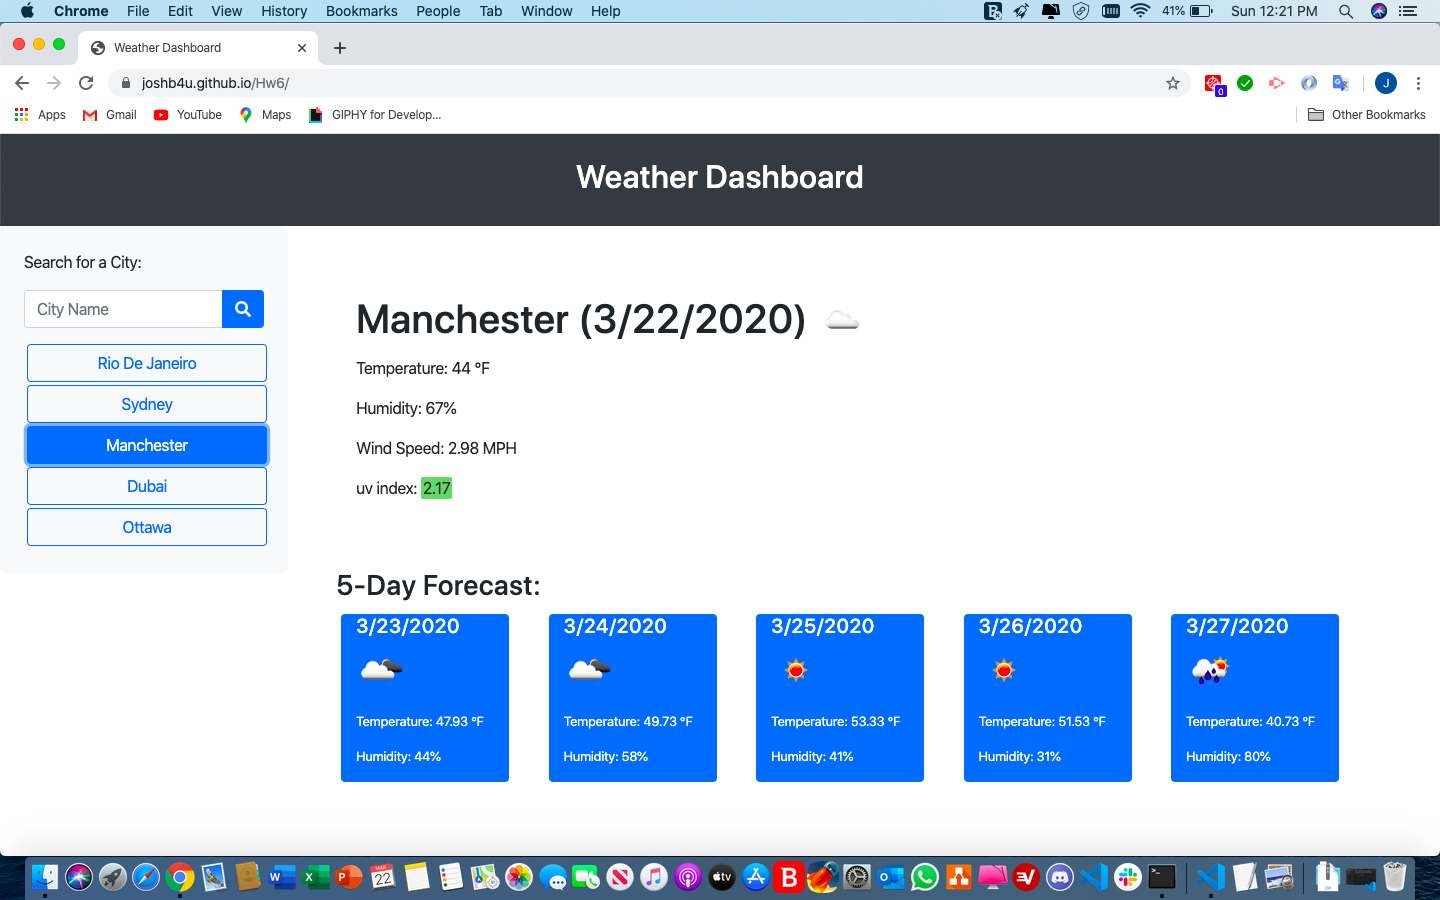 Chrome File Edit View History Bookmarks People Tab Window Help 41% Sun 12:21 PM
Weather Dashboard
joshb4u.github.io/Hw6/
0
J
Apps Gmail YouTube Maps GIPHY for Develop... Other Bookmarks
Weather Dashboard
Search for a City:
City Name
Rio De Janeiro
Sydney
Manchester
Dubai
Ottawa
Manchester (3/22/2020)
Temperature: 44 °F
Humidity: 67%
Wind Speed: 2.98 MPH
uv index: 2.17
5-Day Forecast:
3/23/2020
Temperature: 47.93 °F
Humidity: 44%
3/24/2020
Temperature: 49.73 °F
Humidity: 58%
3/25/2020
Temperature: 53.33 °F
Humidity: 41%
3/26/2020
Temperature: 51.53 °F
Humidity: 31%
3/27/2020
Temperature: 40.73 °F
Humidity: 80%
W X P MAR 22 N tv B O